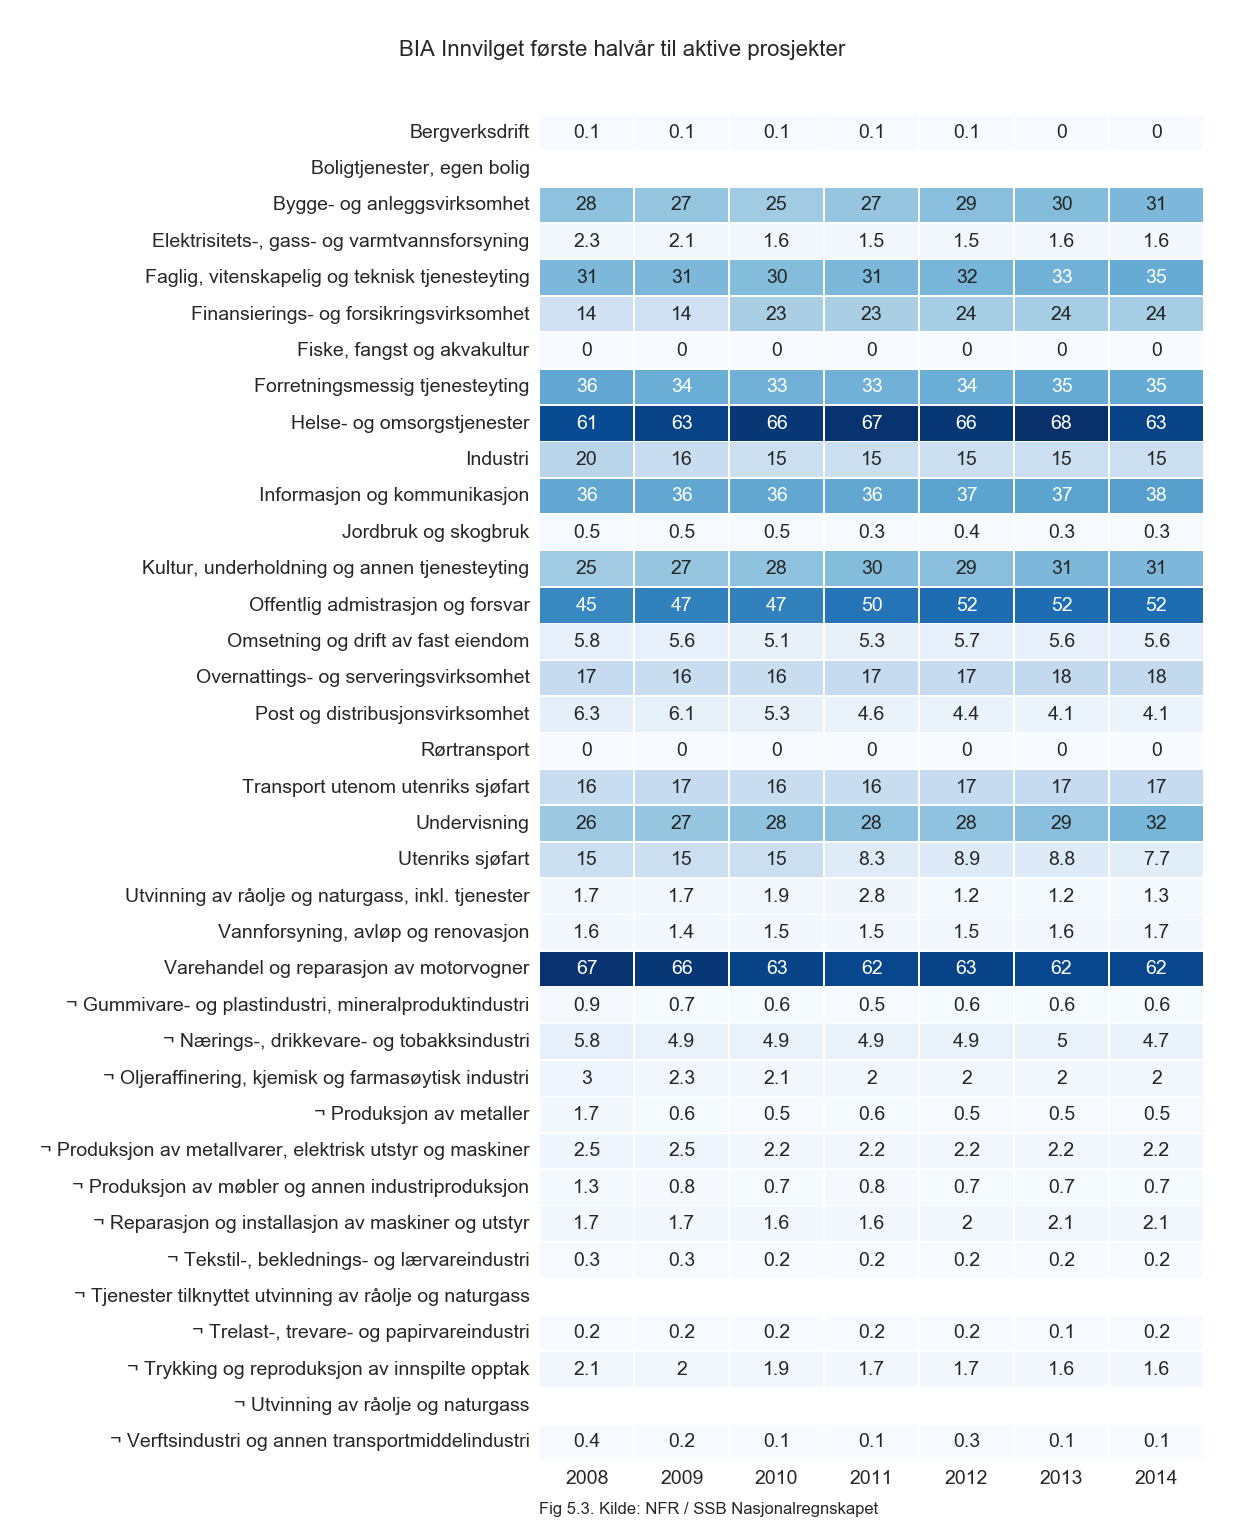 BIA Innvilget første halvår til aktive prosjekter
Bergverksdrift 0.1 0.1 0.1 0.1 0.1 0 0
Boligtjenester, egen bolig
Bygge- og anleggsvirksomhet 28 27 25 27 29 30 31
Elektrisitets-, gass- og varmtvannsforsyning 2.3 2.1 1.6 1.5 1.5 1.6 1.6
Faglig, vitenskapelig og teknisk tjenesteyting 31 31 30 31 32 33 35
Finansierings- og forsikringsvirksomhet 14 14 23 23 24 24 24
Fiske, fangst og akvakultur 0 0 0 0 0 0 0
Forretningsmessig tjenesteyting 36 34 33 33 34 35 35
Helse- og omsorgstjenester 61 63 66 67 66 68 63
Industri 20 16 15 15 15 15 15
Informasjon og kommunikasjon 36 36 36 36 37 37 38
Jordbruk og skogbruk 0.5 0.5 0.5 0.3 0.4 0.3 0.3
Kultur, underholdning og annen tjenesteyting 25 27 28 30 29 31 31
Offentlig admistrasjon og forsvar 45 47 47 50 52 52 52
Omsetning og drift av fast eiendom 5.8 5.6 5.1 5.3 5.7 5.6 5.6
Overnattings- og serveringsvirksomhet 17 16 16 17 17 18 18
Post og distribusjonsvirksomhet 6.3 6.1 5.3 4.6 4.4 4.1 4.1
Rørtransport 0 0 0 0 0 0 0
Transport utenom utenriks sjøfart 16 17 16 16 17 17 17
Undervisning 26 27 28 28 28 29 32
Utenriks sjøfart 15 15 15 8.3 8.9 8.8 7.7
Utvinning av råolje og naturgass, inkl. tjenester 1.7 1.7 1.9 2.8 1.2 1.2 1.3
Vannforsyning, avløp og renovasjon 1.6 1.4 1.5 1.5 1.5 1.6 1.7
Varehandel og reparasjon av motorvogner 67 66 63 62 63 62 62
¬ Gummivare- og plastindustri, mineralproduktindustri 0.9 0.7 0.6 0.5 0.6 0.6 0.6
¬ Nærings-, drikkevare- og tobakksindustri 5.8 4.9 4.9 4.9 4.9 5 4.7
¬ Oljeraffinering, kjemisk og farmasøytisk industri 3 2.3 2.1 2 2 2 2
¬ Produksjon av metaller 1.7 0.6 0.5 0.6 0.5 0.5 0.5
¬ Produksjon av metallvarer, elektrisk utstyr og maskiner 2.5 2.5 2.2 2.2 2.2 2.2 2.2
¬ Produksjon av møbler og annen industriproduksjon 1.3 0.8 0.7 0.8 0.7 0.7 0.7
¬ Reparasjon og installasjon av maskiner og utstyr 1.7 1.7 1.6 1.6 2 2.1 2.1
¬ Tekstil-, beklednings- og lærvareindustri 0.3 0.3 0.2 0.2 0.2 0.2 0.2
¬ Tjenester tilknyttet utvinning av råolje og naturgass
¬ Trelast-, trevare- og papirvareindustri 0.2 0.2 0.2 0.2 0.2 0.1 0.2
¬ Trykking og reproduksjon av innspilte opptak 2.1 2 1.9 1.7 1.7 1.6 1.6
¬ Utvinning av råolje og naturgass
¬ Verftsindustri og annen transportmiddelindustri 0.4 0.2 0.1 0.1 0.3 0.1 0.1
2008 2009 2010 2011 2012 2013 2014
Fig 5.3. Kilde: NFR / SSB Nasjonalregnskapet